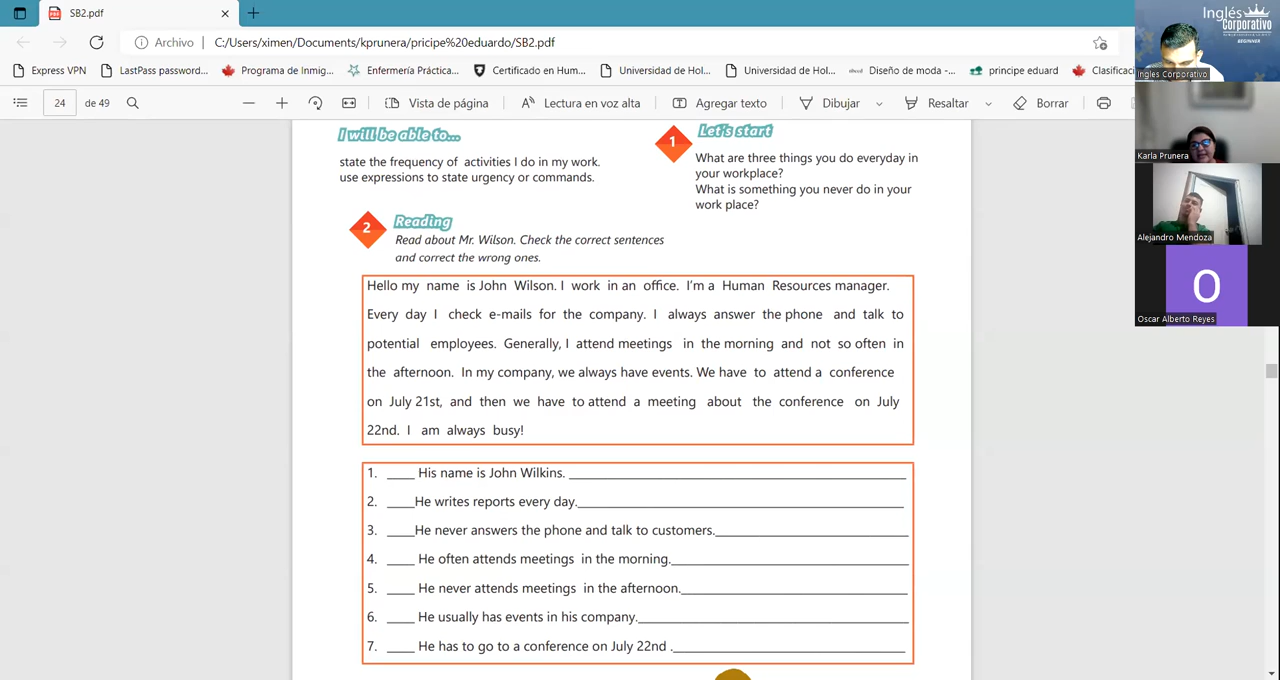 SB2.pdf
Archivo
C:/Users/ximen/Documents/kprunera/pricipe%20eduardo/SB2.pdf
Express VPN
LastPass password...
Programa de Inmig...
Enfermería Práctica...
Certificado en Hum...
Universidad de Hol...
Universidad de Hol...
Diseño de moda -...
principe eduard
Clasificaci
24
de 49
Vista de página
Lectura en voz alta
Agregar texto
Dibujar
Resaltar
Borrar
Inglés
Corporativo
BEGINNER
Ingles Corporativo
Karla Prunera
Alejandro Mendoza
O
Oscar Alberto Reyes
I will be able to...
state the frequency of activities I do in my work.
use expressions to state urgency or commands.
1
Let's start
What are three things you do everyday in
your workplace?
What is something you never do in your
work place?
2
Reading
Read about Mr. Wilson. Check the correct sentences
and correct the wrong ones.
Hello my name is John Wilson. I work in an office. I'm a Human Resources manager.
Every day I check e-mails for the company. I always answer the phone and talk to
potential employees. Generally, I attend meetings in the morning and not so often in
the afternoon. In my company, we always have events. We have to attend a conference
on July 21st, and then we have to attend a meeting about the conference on July
22nd. I am always busy!
1. ____ His name is John Wilkins. ____
2. ____He writes reports every day.____
3. ____He never answers the phone and talk to customers.____
4. ____ He often attends meetings in the morning.____
5. ____ He never attends meetings in the afternoon.____
6. ____ He usually has events in his company.____
7. ____ He has to go to a conference on July 22nd .____